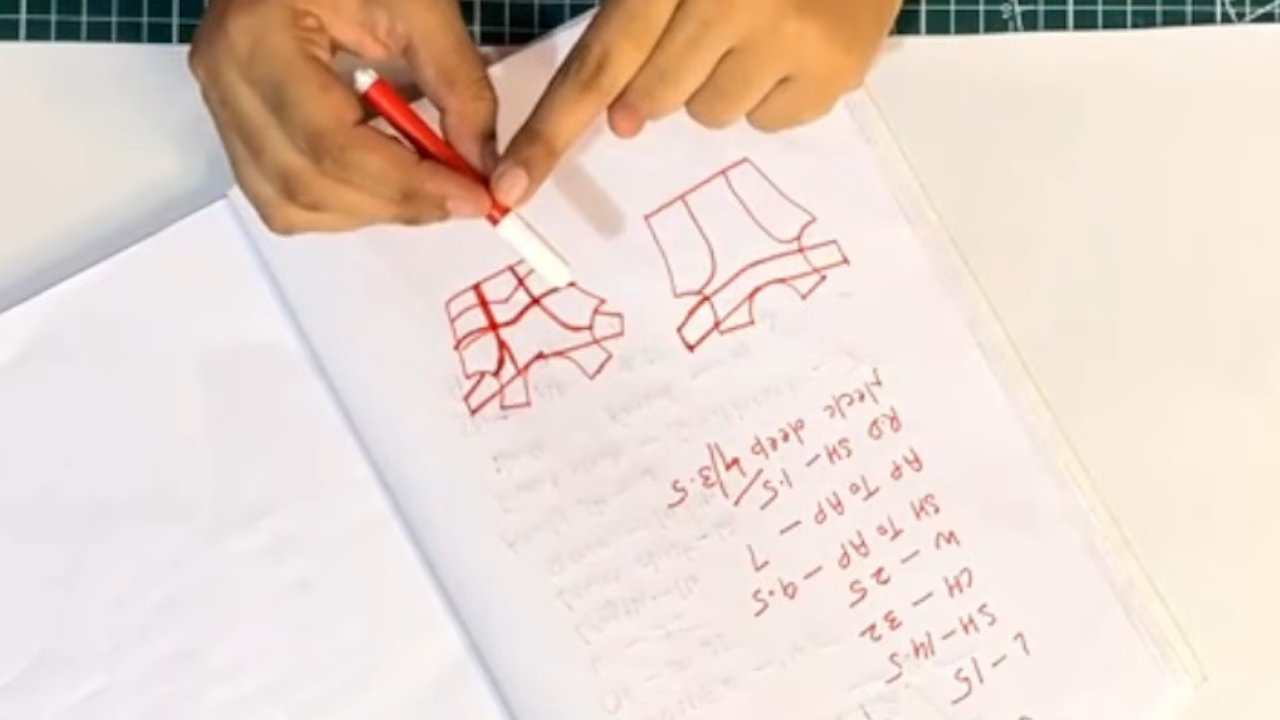 L - 15
SH - 14.5
CH - 32
W - 25
SH TO AP - 9.5
AP TO AP - 7
RD SH - 1.5
Neck deep 4/3.5